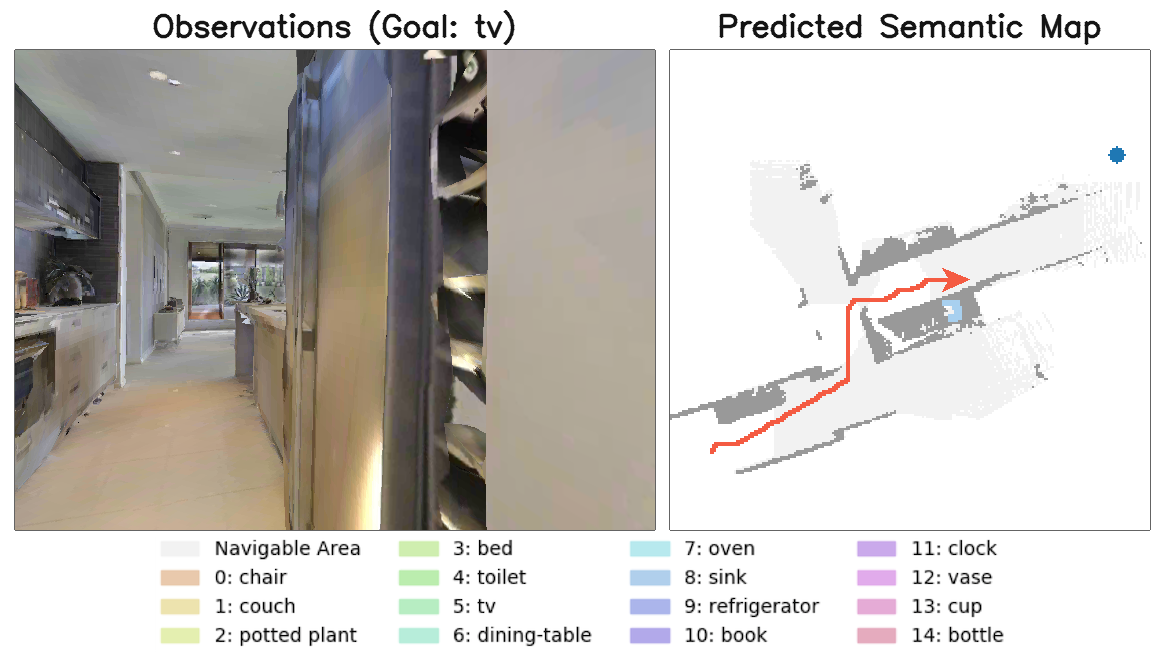 Observations (Goal: tv)
Predicted Semantic Map
Navigable Area
0: chair
1: couch
2: potted plant
3: bed
4: toilet
5: tv
6: dining-table
7: oven
8: sink
9: refrigerator
10: book
11: clock
12: vase
13: cup
14: bottle